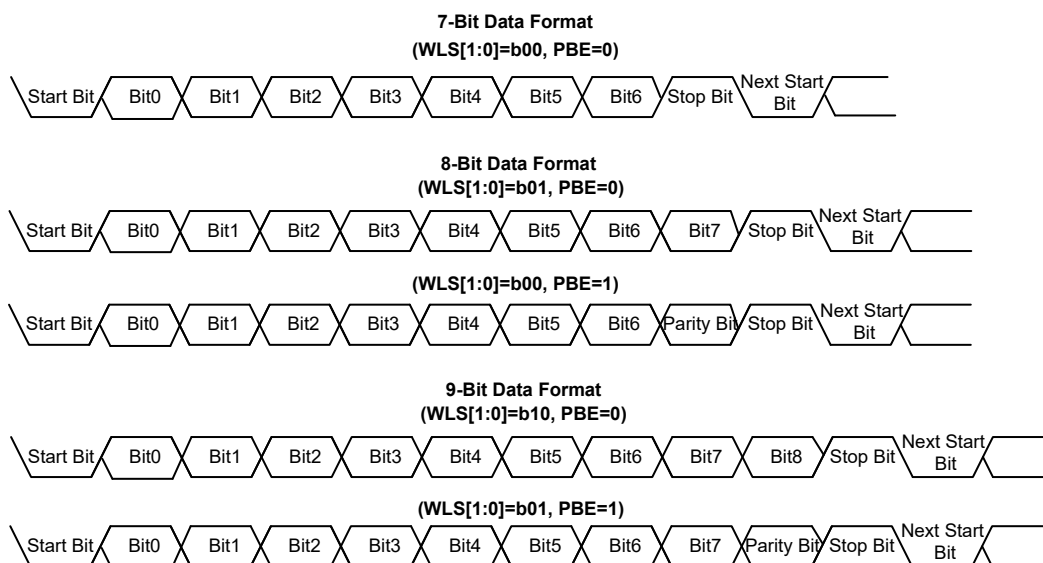 7-Bit Data Format
(WLS[1:0]=b00, PBE=0)
Start Bit Bit0 Bit1 Bit2 Bit3 Bit4 Bit5 Bit6 Stop Bit Next Start Bit
8-Bit Data Format
(WLS[1:0]=b01, PBE=0)
Start Bit Bit0 Bit1 Bit2 Bit3 Bit4 Bit5 Bit6 Bit7 Stop Bit Next Start Bit
(WLS[1:0]=b00, PBE=1)
Start Bit Bit0 Bit1 Bit2 Bit3 Bit4 Bit5 Bit6 Parity Bit Stop Bit Next Start Bit
9-Bit Data Format
(WLS[1:0]=b10, PBE=0)
Start Bit Bit0 Bit1 Bit2 Bit3 Bit4 Bit5 Bit6 Bit7 Bit8 Stop Bit Next Start Bit
(WLS[1:0]=b01, PBE=1)
Start Bit Bit0 Bit1 Bit2 Bit3 Bit4 Bit5 Bit6 Bit7 Parity Bit Stop Bit Next Start Bit